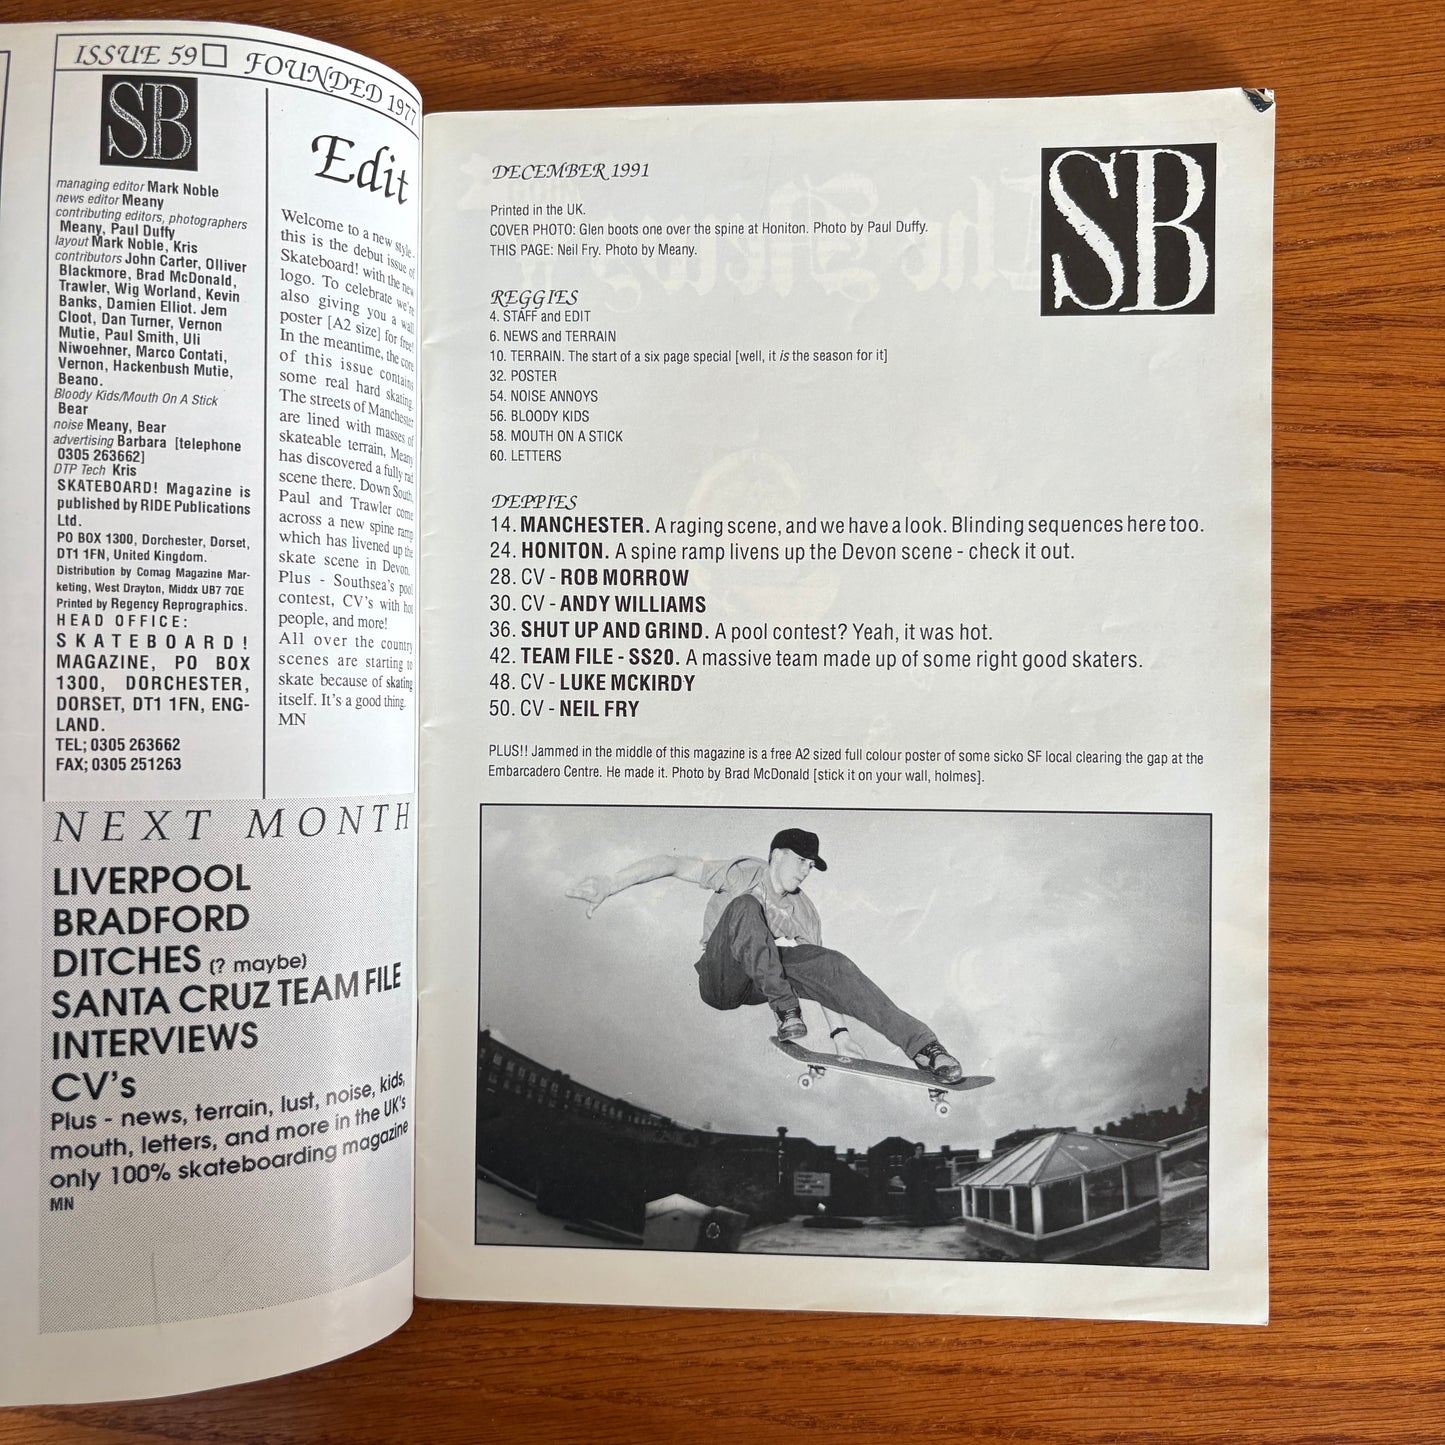 ISSUE 59 FOUNDED 1977
SB
managing editor Mark Noble
news editor Meany
contributing editors, photographers
Meany, Paul Duffy
layout Mark Noble, Kris
contributors John Carter, Olliver
Blackmore, Brad McDonald,
Trawler, Wig Worland, Kevin
Banks, Damien Elliot. Jem
Cloot, Dan Turner, Vernon
Mutie, Paul Smith, Uli
Niwoehner, Marco Contati,
Vernon, Hackenbush Mutie,
Beano.
Bloody Kids/Mouth On A Stick
Bear
noise Meany, Bear
advertising Barbara [telephone
0305 263662]
DTP Tech Kris
SKATEBOARD! Magazine is
published by RIDE Publications
Ltd.
PO BOX 1300, Dorchester, Dorset,
DT1 1FN, United Kingdom.
Distribution by Comag Magazine Mar-
keting, West Drayton, Middx UB7 7QE
Printed by Regency Reprographics.
HEAD OFFICE:
SKATEBOARD!
MAGAZINE, PO BOX
1300, DORCHESTER,
DORSET, DT1 1FN, ENG-
LAND.
TEL; 0305 263662
FAX; 0305 251263
Edit
Welcome to a new style -
this is the debut issue of
Skateboard! with the new
logo. To celebrate we're
also giving you a wall
poster [A2 size] for free!
In the meantime, the core
of this issue contains
some real hard skating.
The streets of Manchester
are lined with masses of
skateable terrain, Meany
has discovered a fully rad
scene there. Down South,
Paul and Trawler come
across a new spine ramp
which has livened up the
skate scene in Devon.
Plus - Southsea's pool
contest, CV's with hot
people, and more!
All over the country
scenes are starting to
skate because of skating
itself. It's a good thing.
MN
NEXT MONTH
LIVERPOOL
BRADFORD
DITCHES (? maybe)
SANTA CRUZ TEAM FILE
INTERVIEWS
CV's
Plus - news, terrain, lust, noise, kids,
mouth, letters, and more in the UK's
only 100% skateboarding magazine
MN
DECEMBER 1991
SB
Printed in the UK.
COVER PHOTO: Glen boots one over the spine at Honiton. Photo by Paul Duffy.
THIS PAGE: Neil Fry. Photo by Meany.
REGGIES
4. STAFF and EDIT
6. NEWS and TERRAIN
10. TERRAIN. The start of a six page special [well, it is the season for it]
32. POSTER
54. NOISE ANNOYS
56. BLOODY KIDS
58. MOUTH ON A STICK
60. LETTERS
DEPPIES
14. MANCHESTER. A raging scene, and we have a look. Blinding sequences here too.
24. HONITON. A spine ramp livens up the Devon scene - check it out.
28. CV - ROB MORROW
30. CV - ANDY WILLIAMS
36. SHUT UP AND GRIND. A pool contest? Yeah, it was hot.
42. TEAM FILE - SS20. A massive team made up of some right good skaters.
48. CV - LUKE MCKIRDY
50. CV - NEIL FRY
PLUS!! Jammed in the middle of this magazine is a free A2 sized full colour poster of some sicko SF local clearing the gap at the
Embarcadero Centre. He made it. Photo by Brad McDonald [stick it on your wall, holmes].